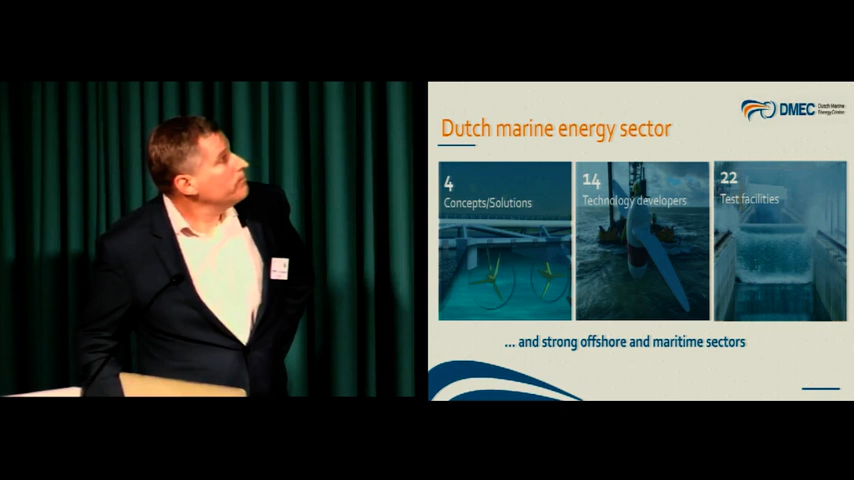 Dutch marine energy sector
DMEC
Dutch Marine
Energy Centre
4
Concepts/Solutions
14
Technology developers
22
Test facilities
... and strong offshore and maritime sectors